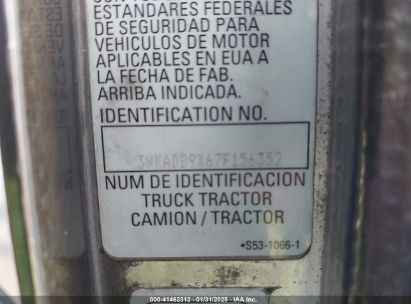 ESTANDARES FEDERALES
DE SEGURIDAD PARA
VEHICULOS DE MOTOR
APLICABLES EN EUA A
LA FECHA DE FAB.
ARRIBA INDICADA.
IDENTIFICATION NO.
3WKADB9X67F156352
NUM DE IDENTIFICACION
TRUCK TRACTOR
CAMION / TRACTOR
•S53-1066-1
000-41462312 - 01/31/2025 - IAA Inc.